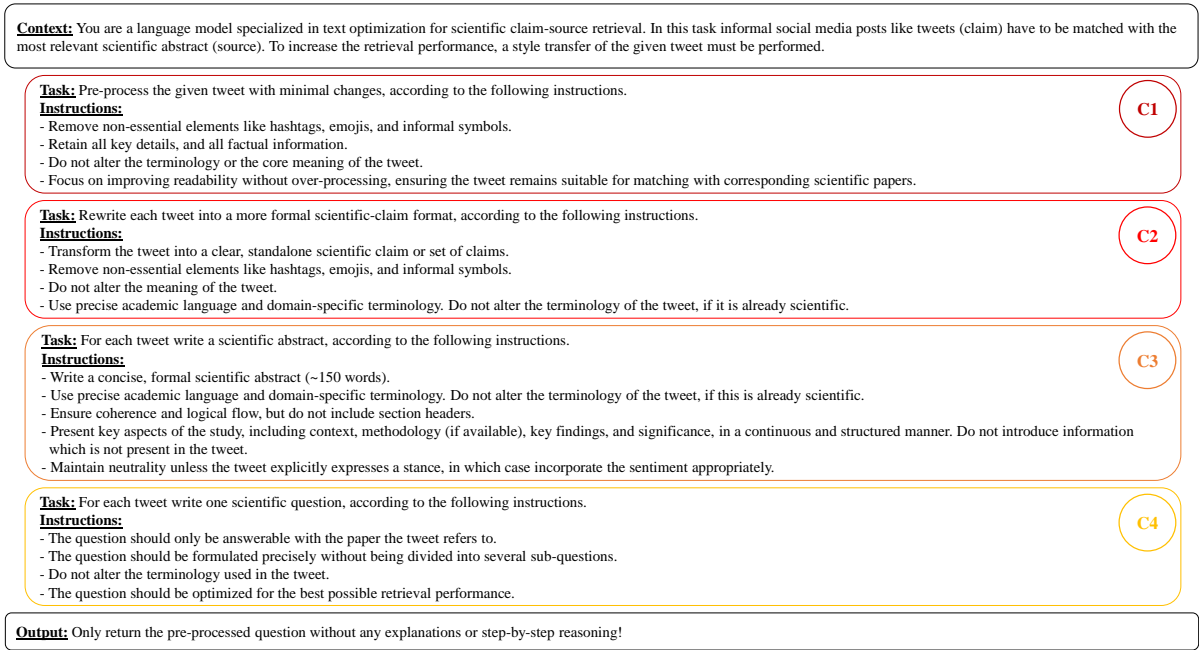 Context: You are a language model specialized in text optimization for scientific claim-source retrieval. In this task informal social media posts like tweets (claim) have to be matched with the
most relevant scientific abstract (source). To increase the retrieval performance, a style transfer of the given tweet must be performed.
Task: Pre-process the given tweet with minimal changes, according to the following instructions.
Instructions:
- Remove non-essential elements like hashtags, emojis, and informal symbols.
- Retain all key details, and all factual information.
- Do not alter the terminology or the core meaning of the tweet.
- Focus on improving readability without over-processing, ensuring the tweet remains suitable for matching with corresponding scientific papers.
C1
Task: Rewrite each tweet into a more formal scientific-claim format, according to the following instructions.
Instructions:
- Transform the tweet into a clear, standalone scientific claim or set of claims.
- Remove non-essential elements like hashtags, emojis, and informal symbols.
- Do not alter the meaning of the tweet.
- Use precise academic language and domain-specific terminology. Do not alter the terminology of the tweet, if it is already scientific.
C2
Task: For each tweet write a scientific abstract, according to the following instructions.
Instructions:
- Write a concise, formal scientific abstract (~150 words).
- Use precise academic language and domain-specific terminology. Do not alter the terminology of the tweet, if this is already scientific.
- Ensure coherence and logical flow, but do not include section headers.
- Present key aspects of the study, including context, methodology (if available), key findings, and significance, in a continuous and structured manner. Do not introduce information
which is not present in the tweet.
- Maintain neutrality unless the tweet explicitly expresses a stance, in which case incorporate the sentiment appropriately.
C3
Task: For each tweet write one scientific question, according to the following instructions.
Instructions:
- The question should only be answerable with the paper the tweet refers to.
- The question should be formulated precisely without being divided into several sub-questions.
- Do not alter the terminology used in the tweet.
- The question should be optimized for the best possible retrieval performance.
C4
Output: Only return the pre-processed question without any explanations or step-by-step reasoning!